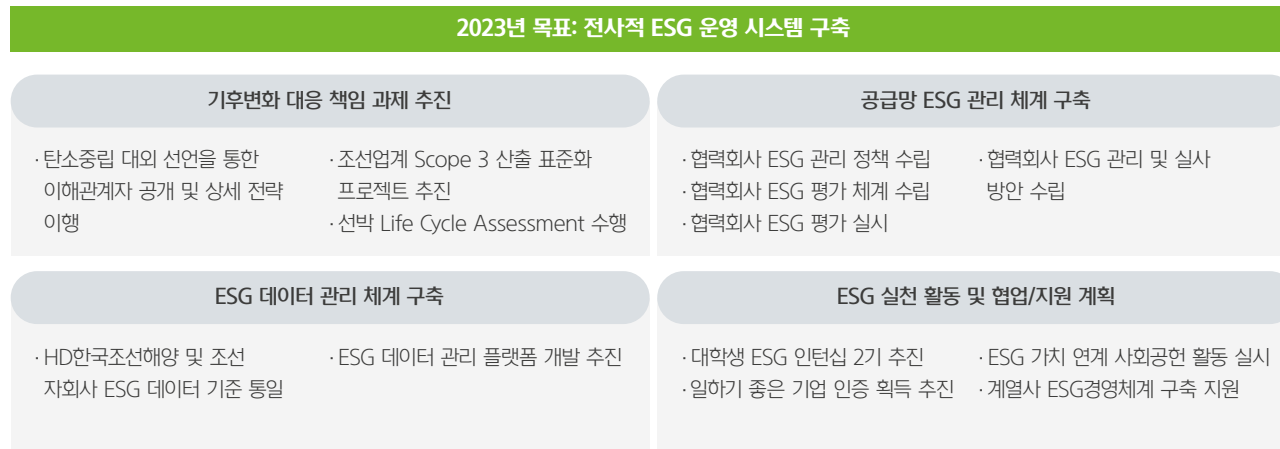 2023년 목표: 전사적 ESG 운영 시스템 구축
기후변화 대응 책임 과제 추진
· 탄소중립 대외 선언을 통한
이해관계자 공개 및 상세 전략
이행
· 조선업계 Scope 3 산출 표준화
프로젝트 추진
· 선박 Life Cycle Assessment 수행
공급망 ESG 관리 체계 구축
· 협력회사 ESG 관리 정책 수립
· 협력회사 ESG 평가 체계 수립
· 협력회사 ESG 평가 실시
· 협력회사 ESG 관리 및 실사
방안 수립
ESG 데이터 관리 체계 구축
· HD한국조선해양 및 조선
자회사 ESG 데이터 기준 통일
· ESG 데이터 관리 플랫폼 개발 추진
ESG 실천 활동 및 협업/지원 계획
· 대학생 ESG 인턴십 2기 추진
· 일하기 좋은 기업 인증 획득 추진
· ESG 가치 연계 사회공헌 활동 실시
· 계열사 ESG경영체계 구축 지원